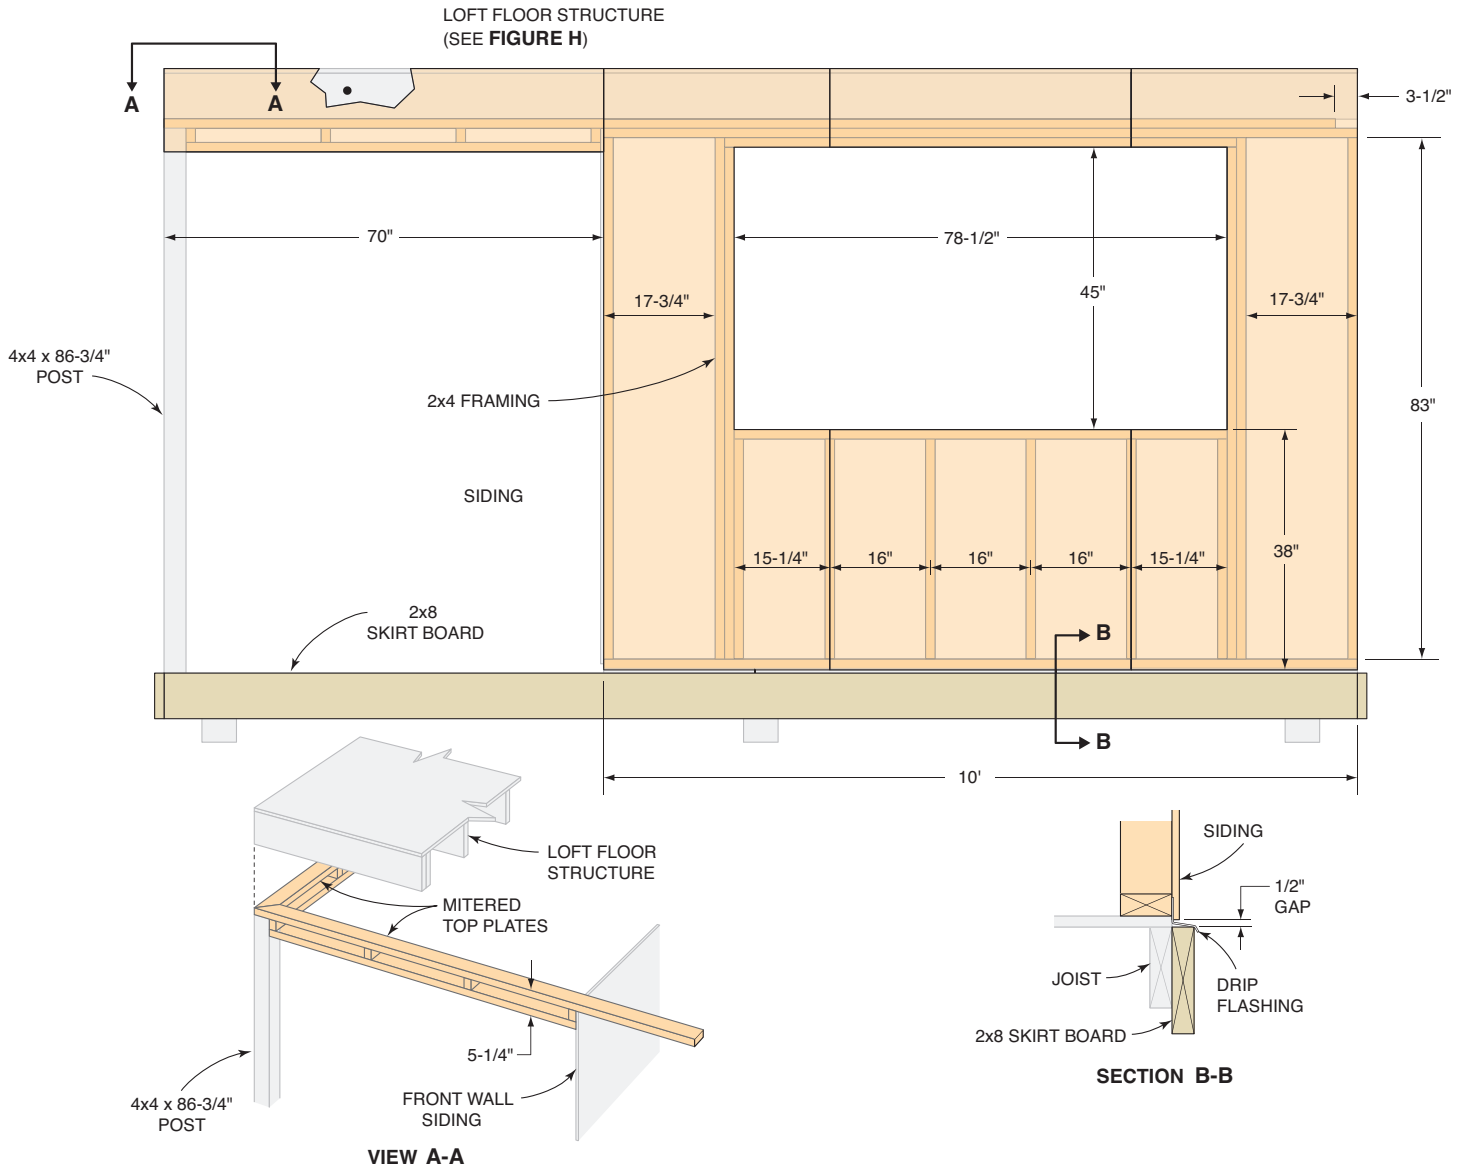 LOFT FLOOR STRUCTURE
(SEE FIGURE H)
A
A
3-1/2"
70"
78-1/2"
45"
17-3/4"
17-3/4"
4x4 x 86-3/4"
POST
2x4 FRAMING
83"
SIDING
15-1/4"
16"
16"
16"
15-1/4"
38"
2x8
SKIRT BOARD
B
B
10'
LOFT FLOOR
STRUCTURE
MITERED
TOP PLATES
5-1/4"
4x4 x 86-3/4"
POST
FRONT WALL
SIDING
VIEW A-A
SIDING
1/2"
GAP
JOIST
DRIP
FLASHING
2x8 SKIRT BOARD
SECTION B-B